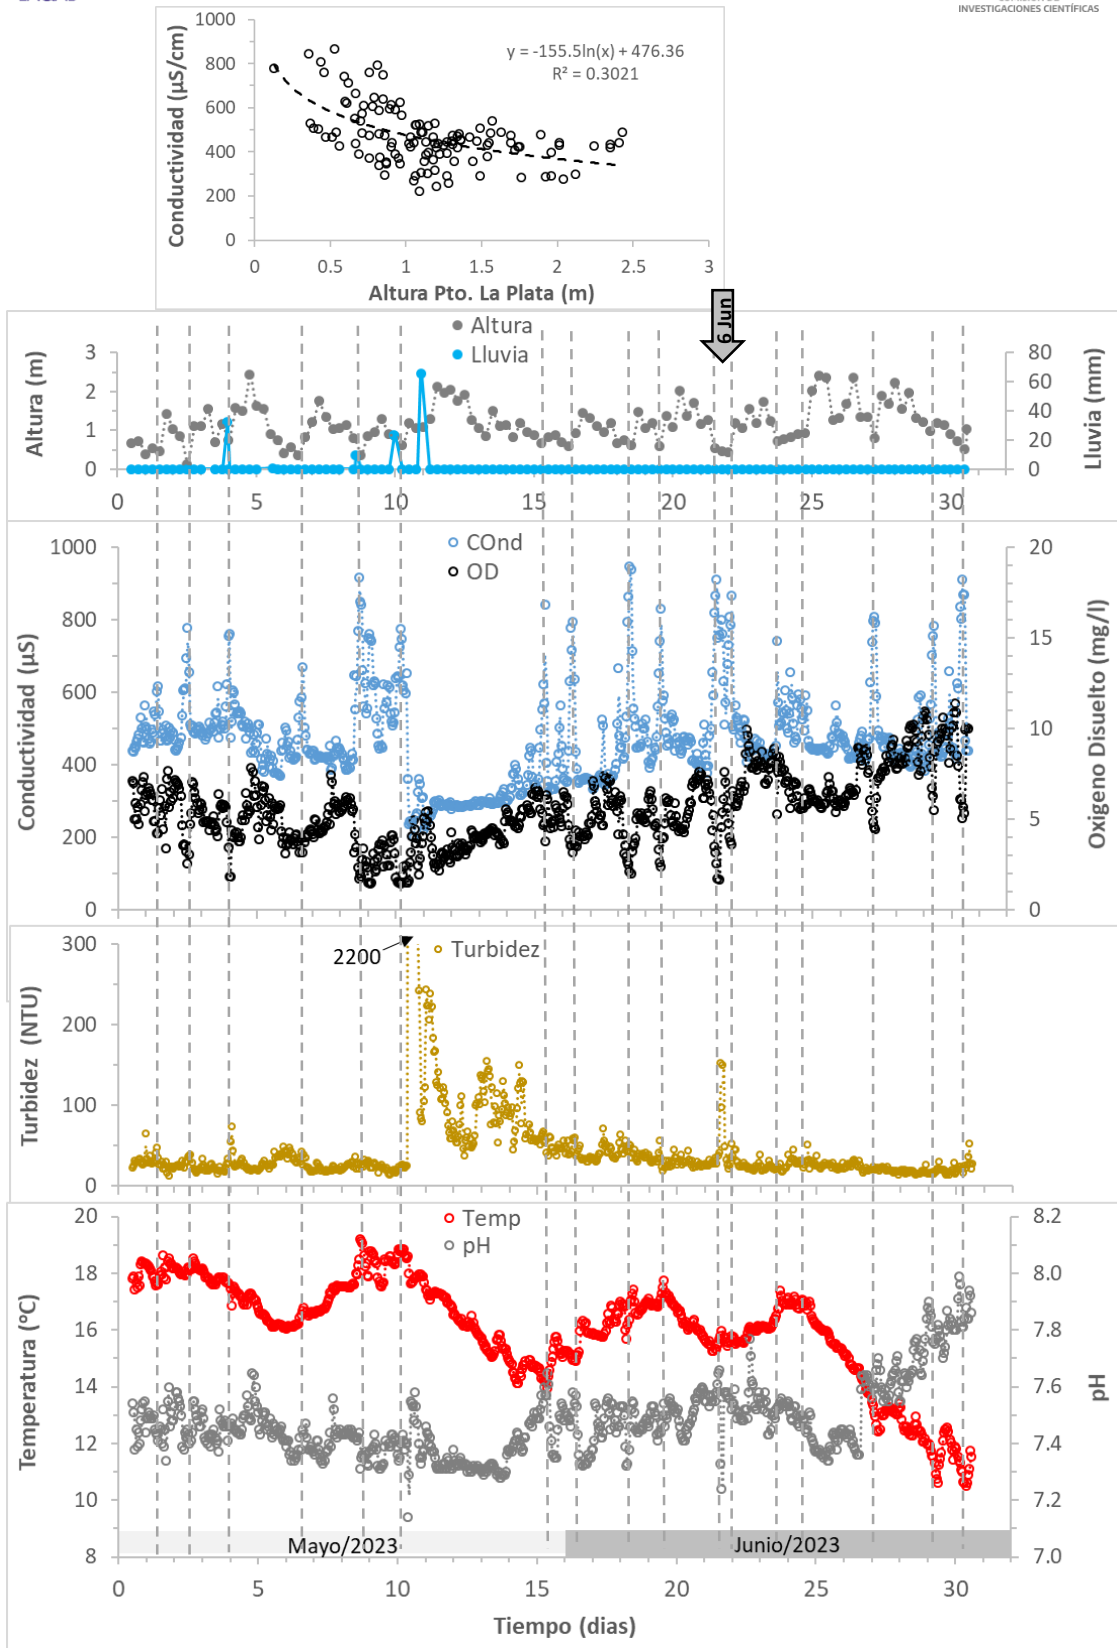 INVESTIGACIONES CIENTÍFICAS
1000
800
600
400
200
0
Conductividad (µS/cm)
y = -155.5ln(x) + 476.36
R² = 0.3021
0 0.5 1 1.5 2 2.5 3
Altura Pto. La Plata (m)
6 Jun
Altura
Lluvia
Altura (m)
3
2
1
0
80
60
40
20
0
Lluvia (mm)
0 5 10 15 20 25 30
COnd
OD
Conductividad (µS)
1000
800
600
400
200
0
20
15
10
5
0
Oxigeno Disuelto (mg/l)
2200
Turbidez
Turbidez (NTU)
300
200
100
0
Temp
pH
Temperatura (°C)
20
18
16
14
12
10
8
8.2
8.0
7.8
7.6
7.4
7.2
7.0
pH
Mayo/2023
Junio/2023
0 5 10 15 20 25 30
Tiempo (dias)